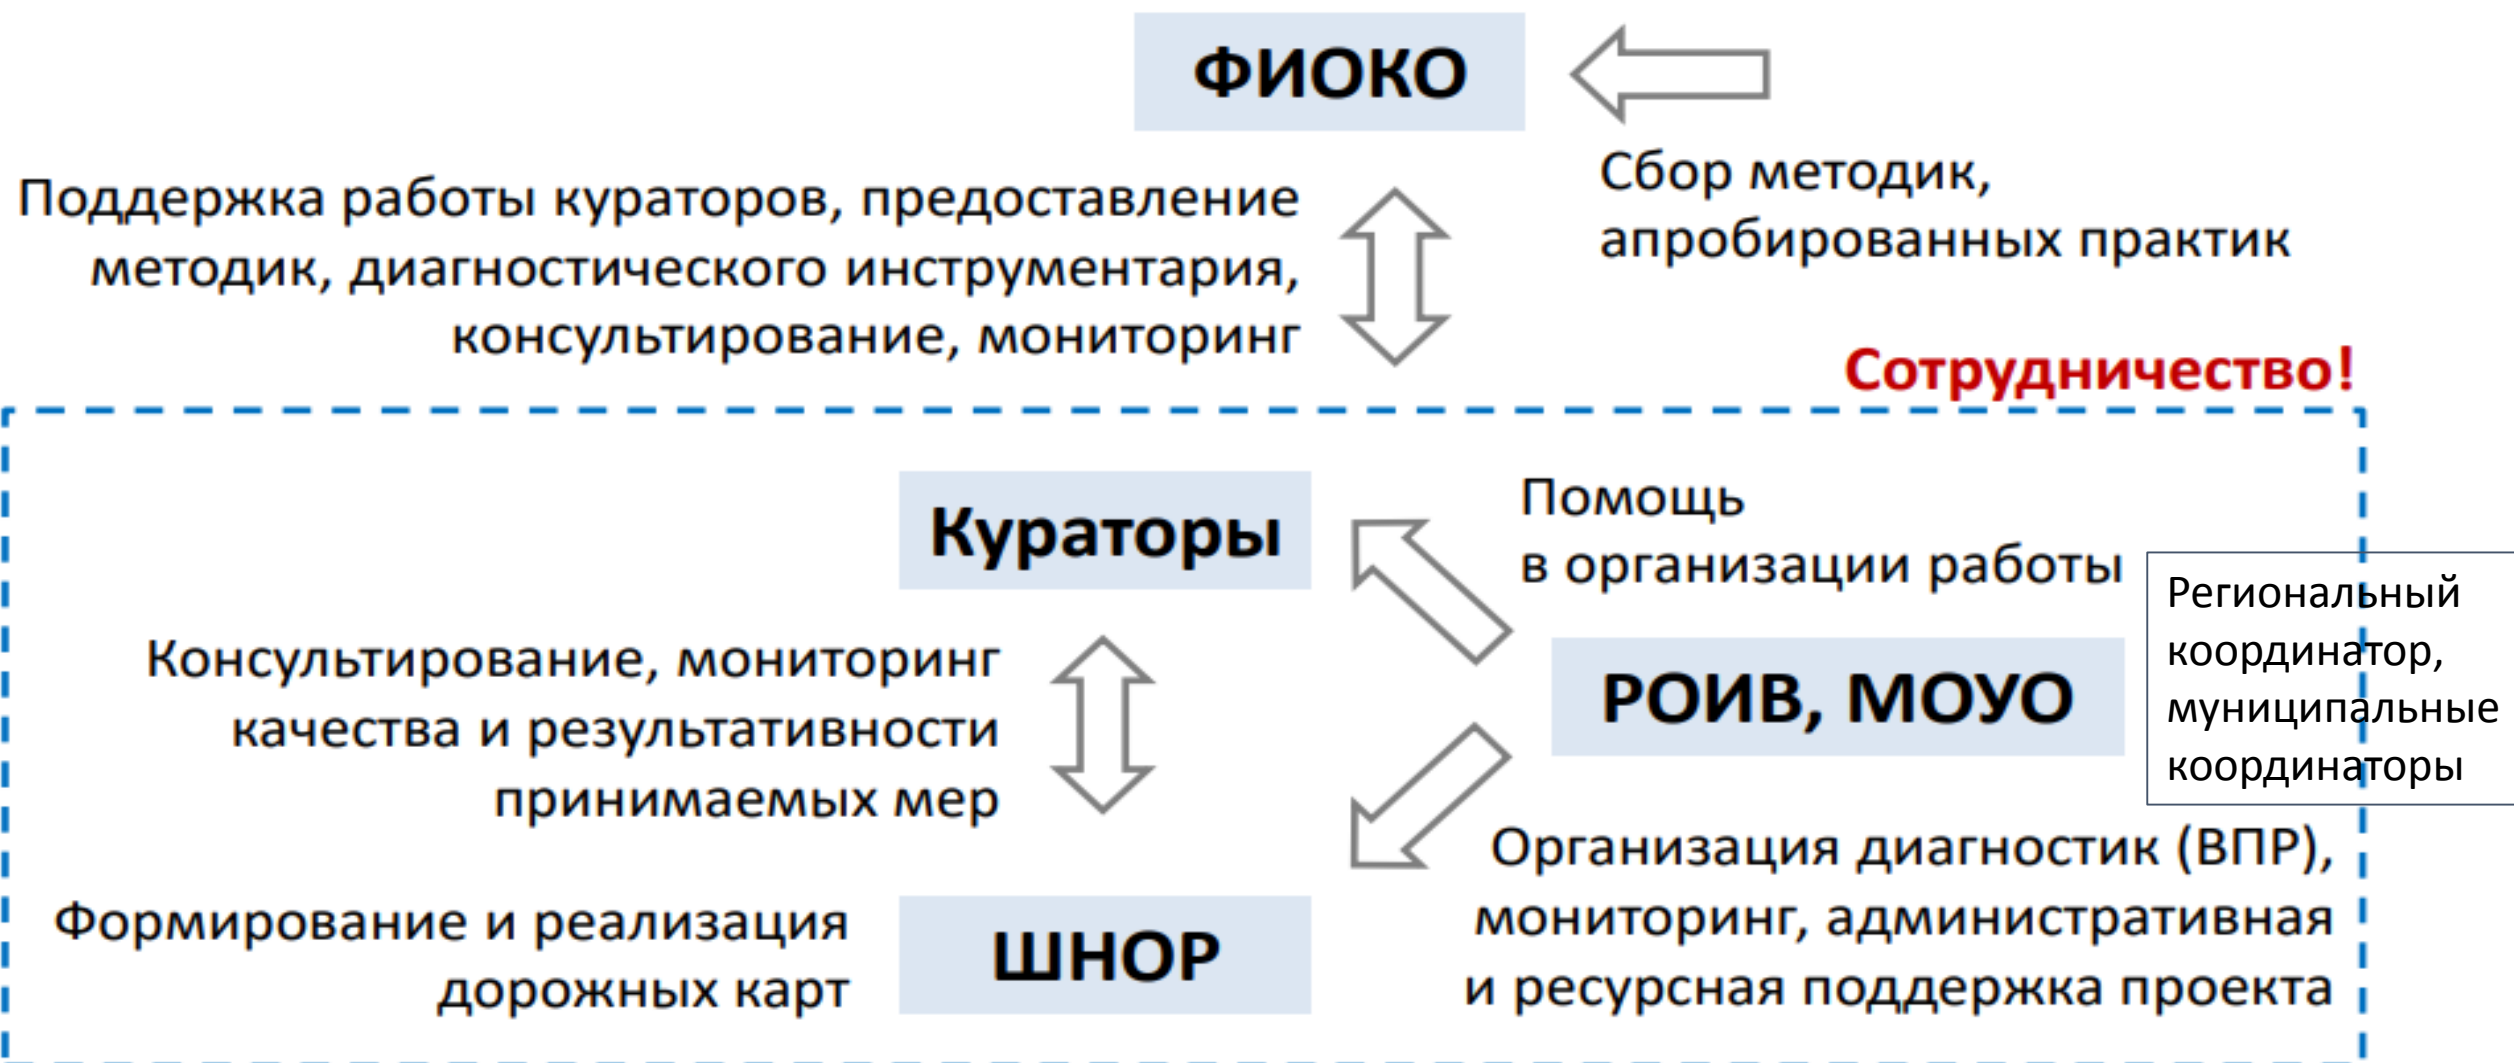 ФИОКО
Сбор методик,
апробированных практик
Поддержка работы кураторов, предоставление
методик, диагностического инструментария,
консультирование, мониторинг
Сотрудничество!
Кураторы
Помощь
в организации работы
Региональный
координатор,
муниципальные
координаторы
РОИВ, МОУО
Консультирование, мониторинг
качества и результативности
принимаемых мер
Организация диагностик (ВПР),
мониторинг, административная
и ресурсная поддержка проекта
Формирование и реализация
дорожных карт
ШНОР